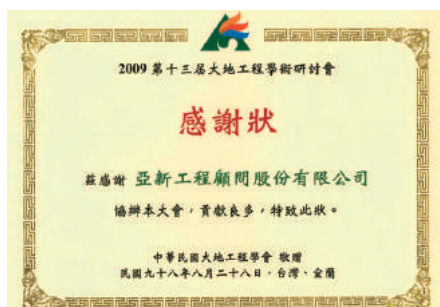 2009 第十三屆大地工程學術研討會
感謝狀
茲感謝 亞新工程顧問股份有限公司
協辦本大會，貢獻良多，特致此狀。
中華民國大地工程學會 敬贈
民國九十八年八月二十八日．台灣、宜蘭